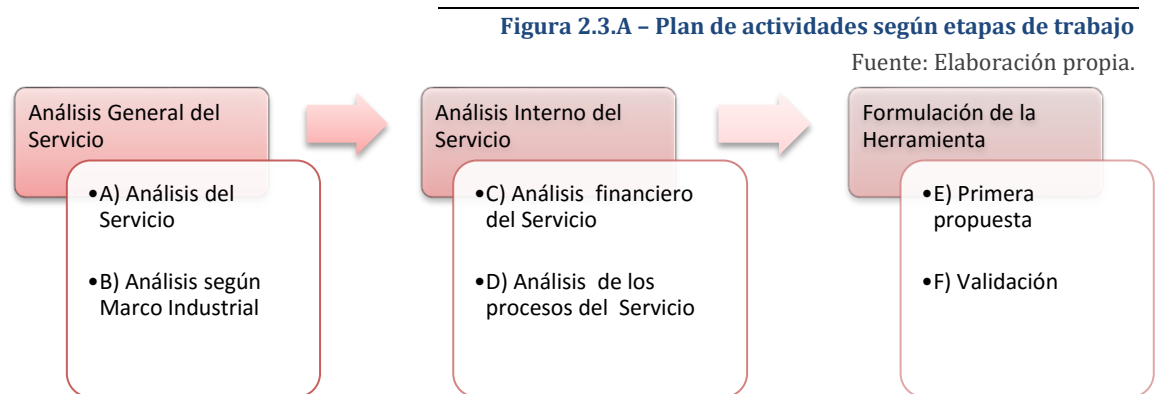 Figura 2.3.A – Plan de actividades según etapas de trabajo
Fuente: Elaboración propia.
Análisis General del
Servicio
•A) Análisis del
Servicio
•B) Análisis según
Marco Industrial
Análisis Interno del
Servicio
•C) Análisis financiero
del Servicio
•D) Análisis de los
procesos del Servicio
Formulación de la
Herramienta
•E) Primera
propuesta
•F) Validación